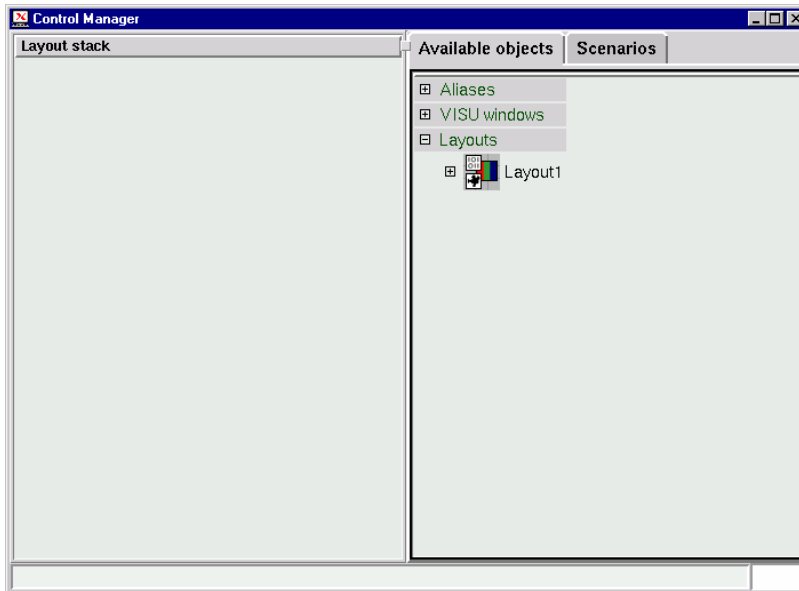 Control Manager
Layout stack
Available objects
Scenarios
Aliases
VISU windows
Layouts
Layout1